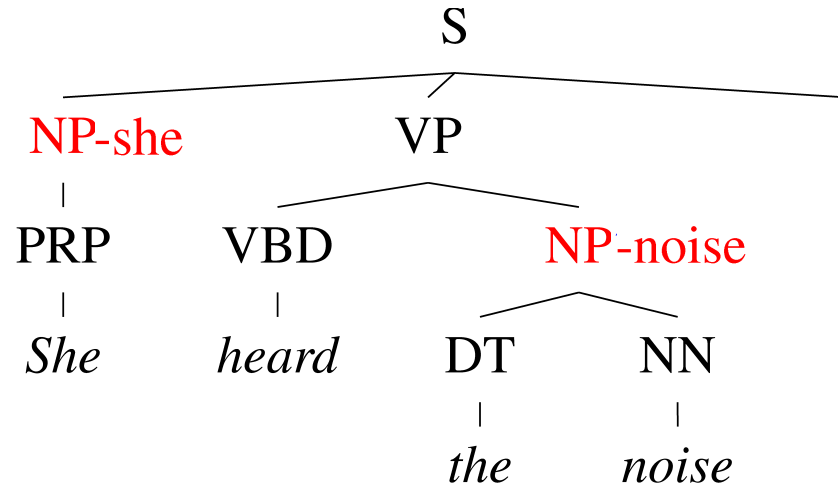 S
NP-she VP
PRP VBD NP-noise
She heard DT NN
the noise